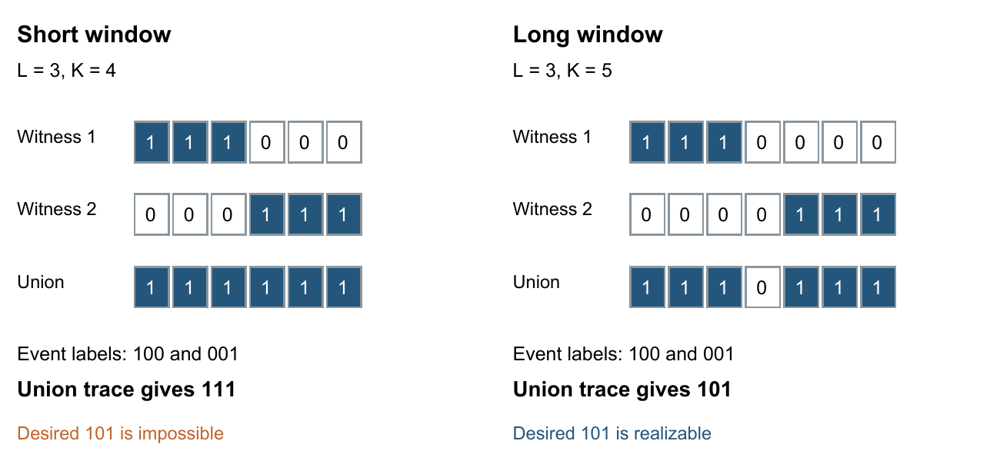 Short window
L = 3, K = 4
Witness 1 1 1 1 0 0 0
Witness 2 0 0 0 1 1 1
Union 1 1 1 1 1 1
Event labels: 100 and 001
Union trace gives 111
Desired 101 is impossible
Long window
L = 3, K = 5
Witness 1 1 1 1 0 0 0 0
Witness 2 0 0 0 0 1 1 1
Union 1 1 1 0 1 1 1
Event labels: 100 and 001
Union trace gives 101
Desired 101 is realizable